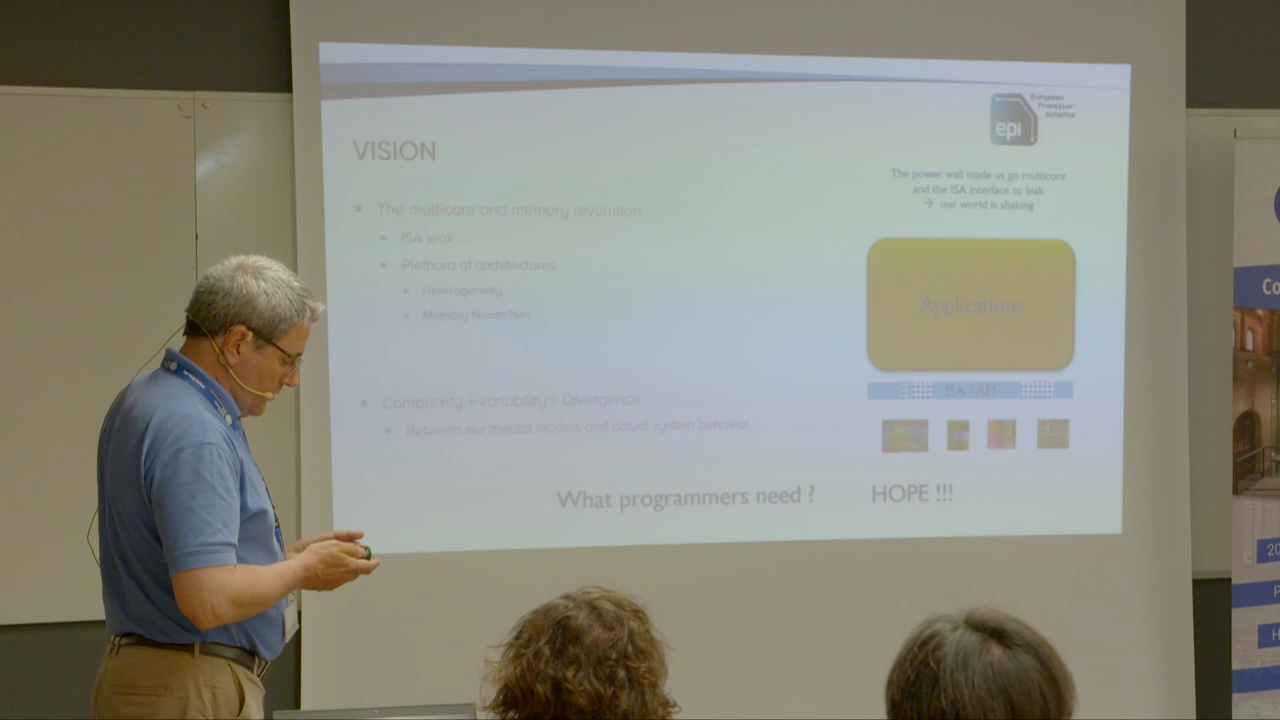 European
Processor
Initiative
epi
VISION
The power wall made us go multicore
and the ISA interface to leak
→ our world is shaking
The multicore and memory revolution
ISA leak ...
Plethora of architectures
Heterogeneity
Memory hierarchies
Applications
ISA / API
Complexity + variability = Divergence
Between our mental models and actual system behavior
What programmers need ? HOPE !!!
Co
20
H